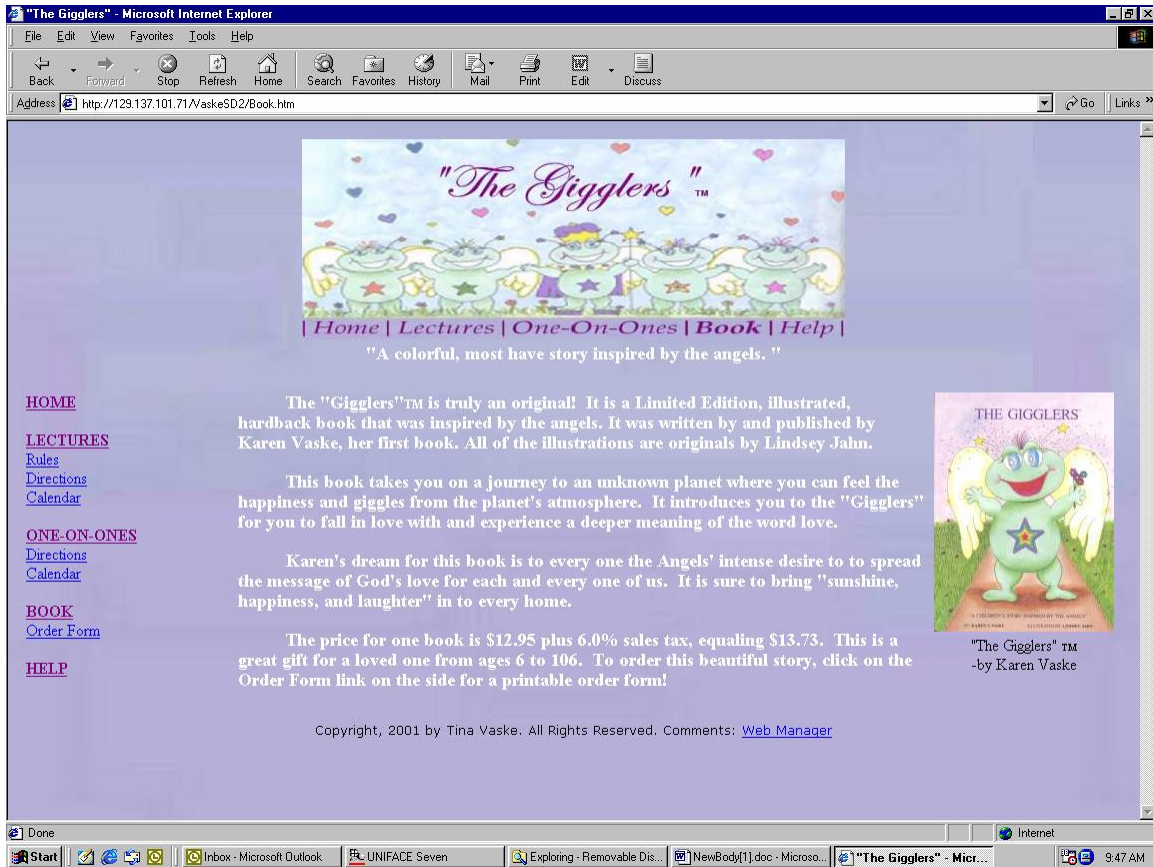 "The Gigglers" - Microsoft Internet Explorer
File Edit View Favorites Tools Help
Back Forward Stop Refresh Home Search Favorites History Mail Print Edit Discuss
Address http://129.137.101.71/VaskeSD2/Book.htm Go Links »
"The Gigglers "TM
| Home | Lectures | One-On-Ones | Book | Help |
"A colorful, most have story inspired by the angels. "
HOME
LECTURES
Rules
Directions
Calendar
ONE-ON-ONES
Directions
Calendar
BOOK
Order Form
HELP
The "Gigglers"TM is truly an original! It is a Limited Edition, illustrated,
hardback book that was inspired by the angels. It was written by and published by
Karen Vaske, her first book. All of the illustrations are originals by Lindsey Jahn.
This book takes you on a journey to an unknown planet where you can feel the
happiness and giggles from the planet's atmosphere. It introduces you to the "Gigglers"
for you to fall in love with and experience a deeper meaning of the word love.
Karen's dream for this book is to every one the Angels' intense desire to to spread
the message of God's love for each and every one of us. It is sure to bring "sunshine,
happiness, and laughter" in to every home.
The price for one book is $12.95 plus 6.0% sales tax, equaling $13.73. This is a
great gift for a loved one from ages 6 to 106. To order this beautiful story, click on the
Order Form link on the side for a printable order form!
THE GIGGLERS
"A CHILDREN'S STORY INSPIRED BY THE ANGELS"
BY KAREN VASKE ILLUSTRATED BY LINDSEY JAHN
"The Gigglers" TM
-by Karen Vaske
Copyright, 2001 by Tina Vaske. All Rights Reserved. Comments: Web Manager
Done Internet
Start Inbox - Microsoft Outlook UNIFACE Seven Exploring - Removable Dis... NewBody[1].doc - Microso... "The Gigglers" - Micr... 9:47 AM